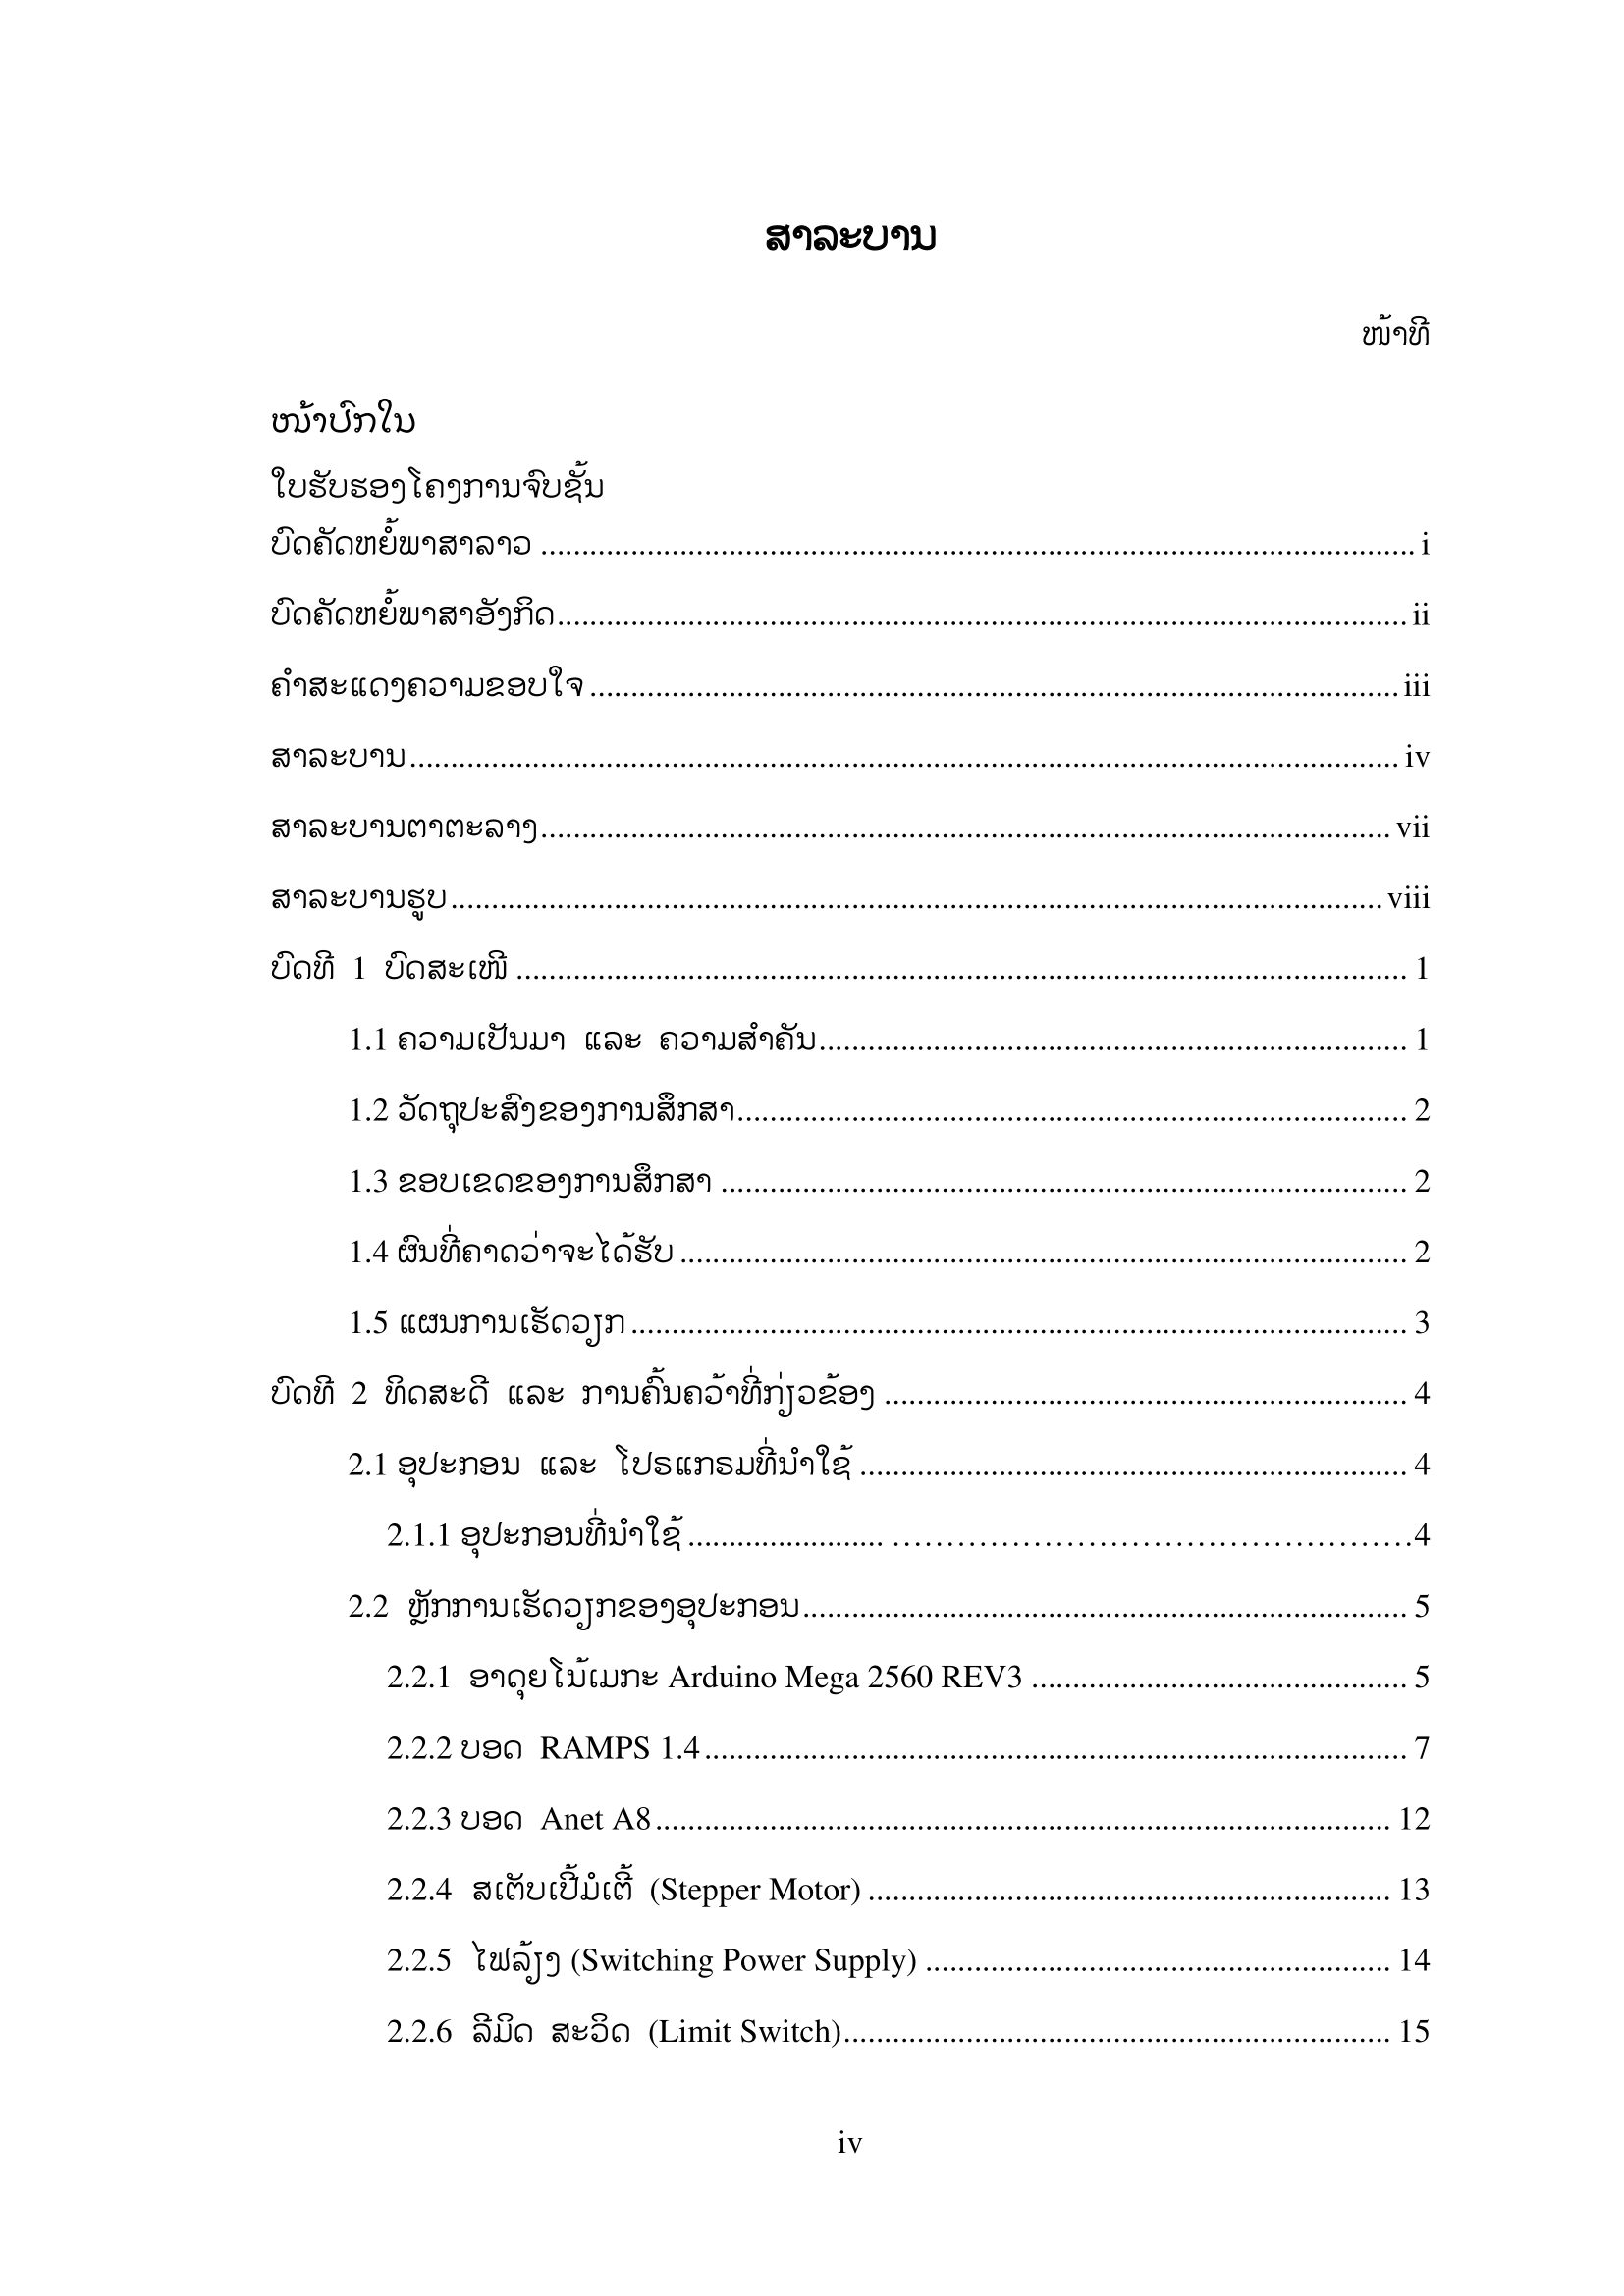 ສາລະບານ
ໜ້າທີ
ໜ້າປົກໃນ
ໃບຮັບຮອງໂຄງການຈົບຊັ້ນ
ບົດຄັດຫຍໍ້ພາສາລາວ ........................................ i
ບົດຄັດຫຍໍ້ພາສາອັງກິດ........................................ ii
ຄຳສະແດງຄວາມຂອບໃຈ ........................................ iii
ສາລະບານ........................................ iv
ສາລະບານຕາຕະລາງ........................................ vii
ສາລະບານຮູບ........................................ viii
ບົດທີ 1 ບົດສະເໜີ ........................................ 1
1.1 ຄວາມເປັນມາ ແລະ ຄວາມສຳຄັນ........................................ 1
1.2 ວັດຖຸປະສົງຂອງການສຶກສາ........................................ 2
1.3 ຂອບເຂດຂອງການສຶກສາ ........................................ 2
1.4 ຜົນທີ່ຄາດວ່າຈະໄດ້ຮັບ ........................................ 2
1.5 ແຜນການເຮັດວຽກ ........................................ 3
ບົດທີ 2 ທິດສະດີ ແລະ ການຄົ້ນຄວ້າທີ່ກ່ຽວຂ້ອງ ........................................ 4
2.1 ອຸປະກອນ ແລະ ໂປຣແກຣມທີ່ນຳໃຊ້ ........................................ 4
2.1.1 ອຸປະກອນທີ່ນຳໃຊ້ ........................ ........................................4
2.2 ຫຼັກການເຮັດວຽກຂອງອຸປະກອນ........................................ 5
2.2.1 ອາດຸຍໂນ້ເມກະ Arduino Mega 2560 REV3 ........................................ 5
2.2.2 ບອດ RAMPS 1.4........................................ 7
2.2.3 ບອດ Anet A8........................................ 12
2.2.4 ສເຕັບເປີ້ມໍເຕີ້ (Stepper Motor) ........................................ 13
2.2.5 ໄຟລ້ຽງ (Switching Power Supply) ........................................ 14
2.2.6 ລີມິດ ສະວິດ (Limit Switch)........................................ 15
iv